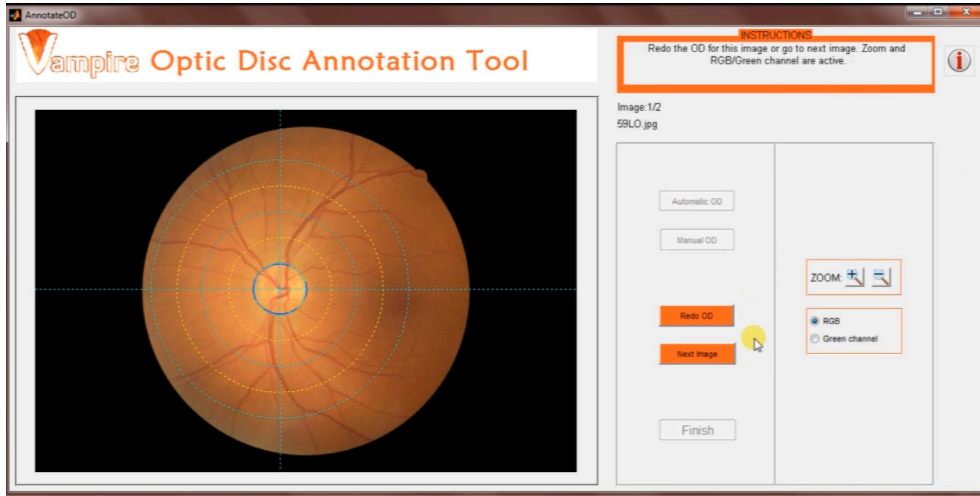 AnnotateOD
Vampire Optic Disc Annotation Tool
INSTRUCTIONS
Redo the OD for this image or go to next image. Zoom and
RGB/Green channel are active.
Image:1/2
59LO.jpg
Automatic OD
Manual OD
Redo OD
Next Image
Finish
ZOOM:
RGB
Green channel